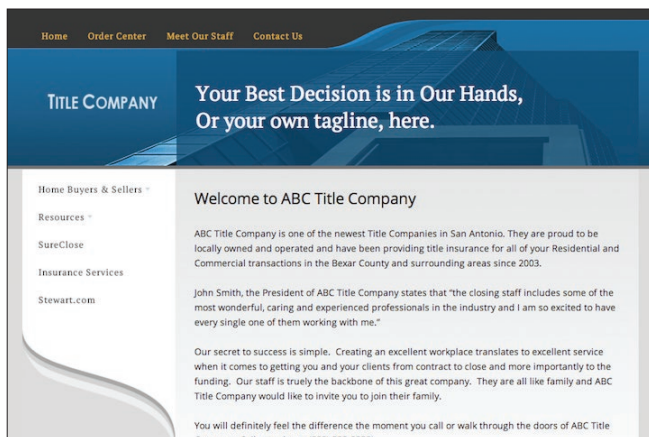 Home Order Center Meet Our Staff Contact Us
TITLE COMPANY
Your Best Decision is in Our Hands,
Or your own tagline, here.
Home Buyers & Sellers
Resources
SureClose
Insurance Services
Stewart.com
Welcome to ABC Title Company
ABC Title Company is one of the newest Title Companies in San Antonio. They are proud to be
locally owned and operated and have been providing title insurance for all of your Residential and
Commercial transactions in the Bexar County and surrounding areas since 2003.
John Smith, the President of ABC Title Company states that “the closing staff includes some of the
most wonderful, caring and experienced professionals in the industry and I am so excited to have
every single one of them working with me.”
Our secret to success is simple. Creating an excellent workplace translates to excellent service
when it comes to getting you and your clients from contract to close and more importantly to the
funding. Our staff is truely the backbone of this great company. They are all like family and ABC
Title Company would like to invite you to join their family.
You will definitely feel the difference the moment you call or walk through the doors of ABC Title